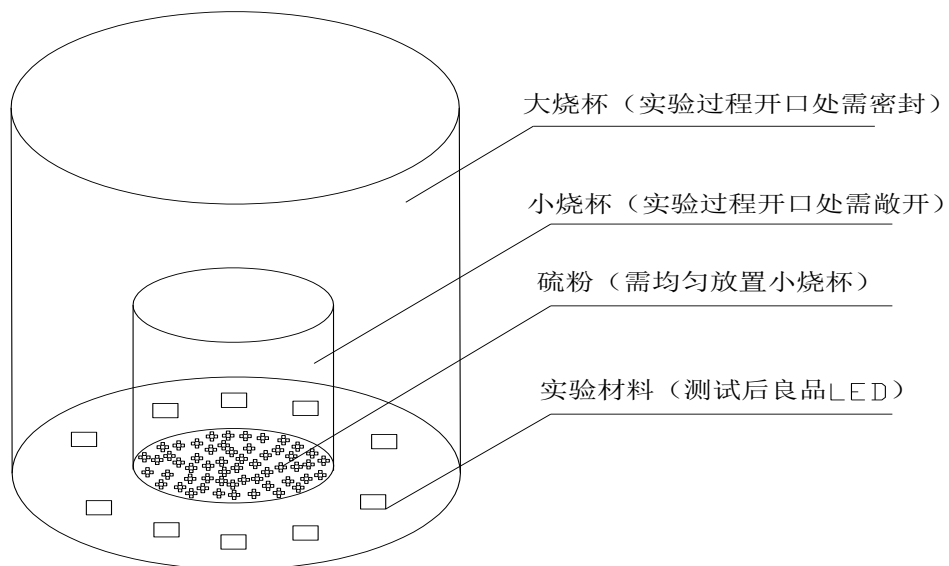 大烧杯（实验过程开口处需密封）
小烧杯（实验过程开口处需敞开）
硫粉（需均匀放置小烧杯）
实验材料（测试后良品LED）